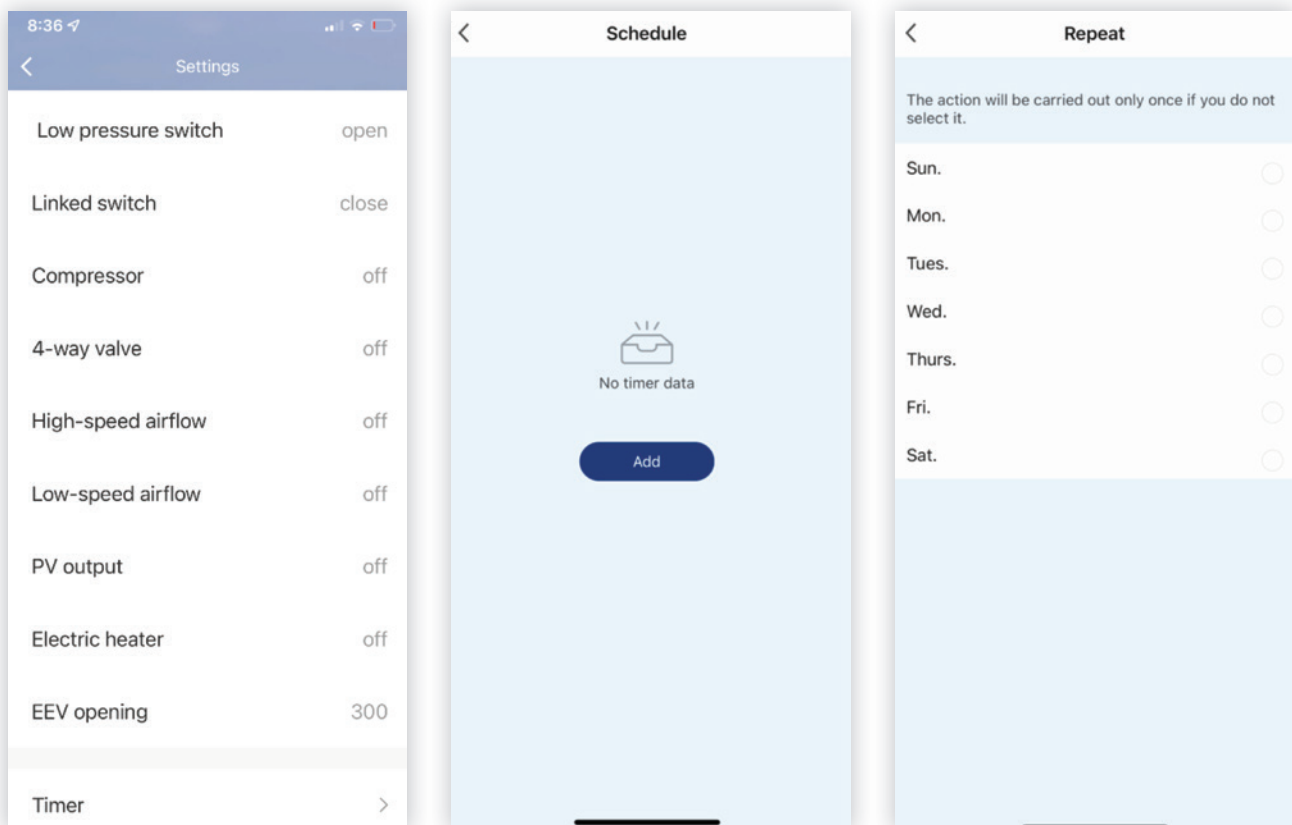 8:36
Settings
Low pressure switch open
Linked switch close
Compressor off
4-way valve off
High-speed airflow off
Low-speed airflow off
PV output off
Electric heater off
EEV opening 300
Timer
Schedule
No timer data
Add
Repeat
The action will be carried out only once if you do not
select it.
Sun.
Mon.
Tues.
Wed.
Thurs.
Fri.
Sat.